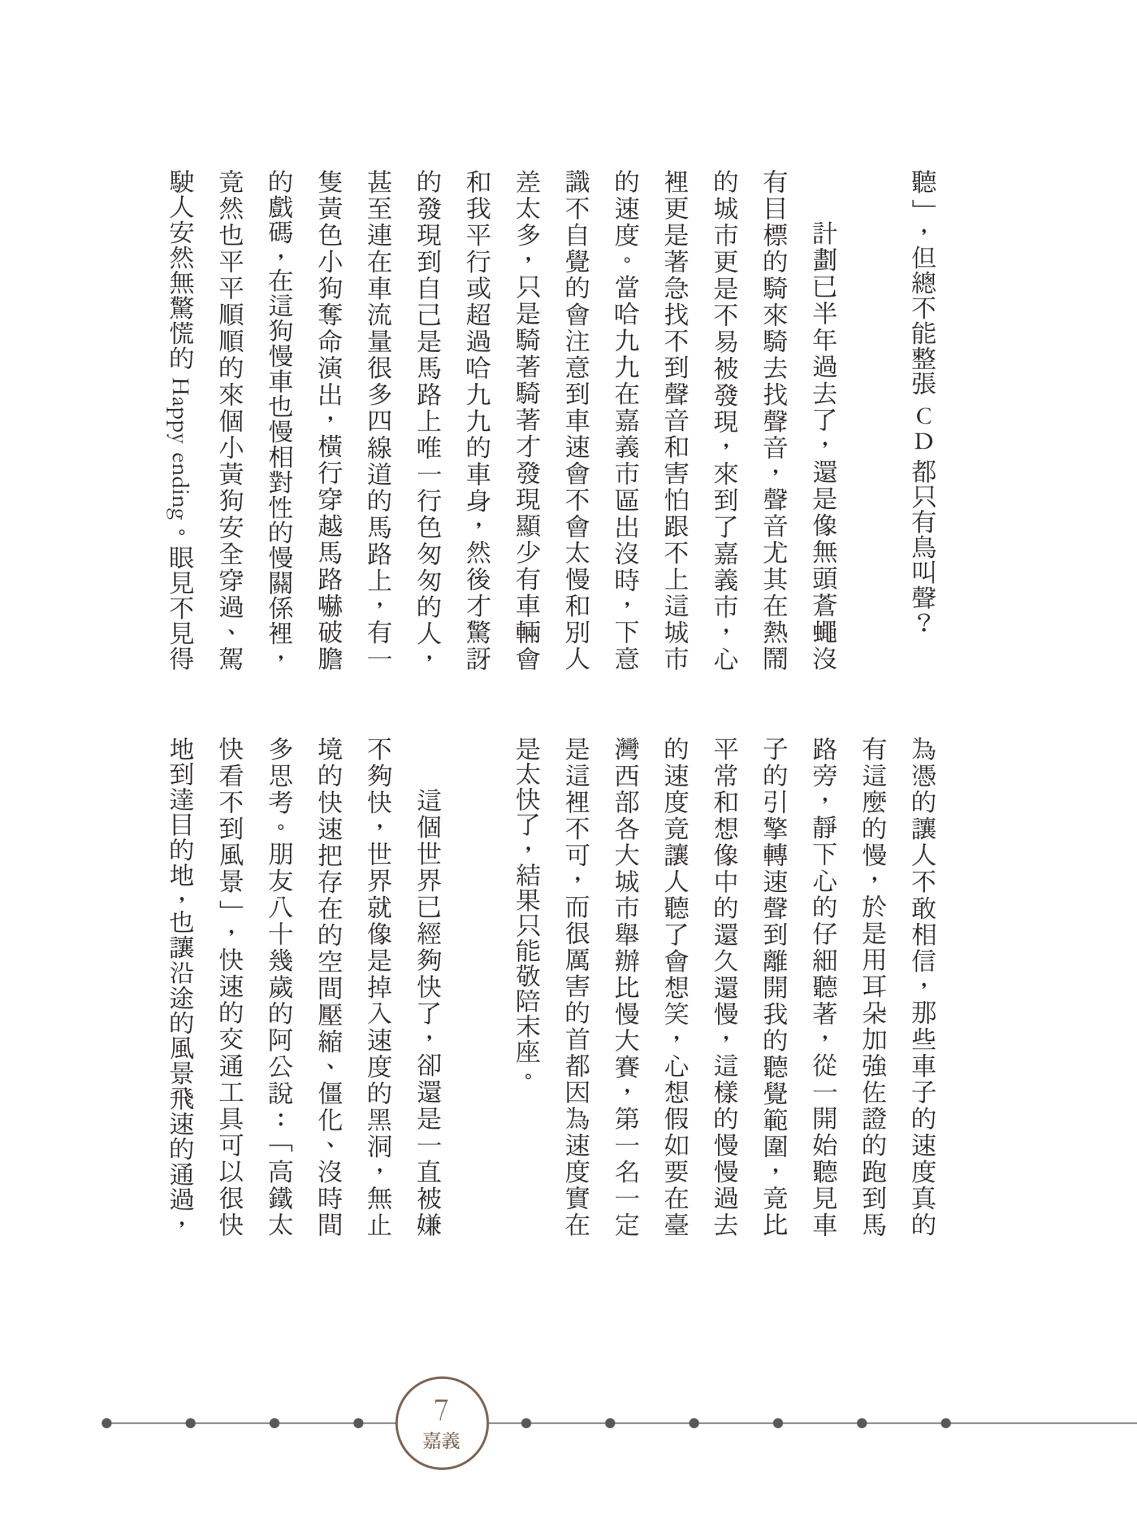 聽」，但總不能整張 CD 都只有鳥叫聲？
計劃已半年過去了，還是像無頭蒼蠅沒
有目標的騎來騎去找聲音，聲音尤其在熱鬧
的城市更是不易被發現，來到了嘉義市，心
裡更是著急找不到聲音和害怕跟不上這城市
的速度。當哈九九在嘉義市區出沒時，下意
識不自覺的會注意到車速會不會太慢和別人
差太多，只是騎著騎著才發現顯少有車輛會
和我平行或超過哈九九的車身，然後才驚訝
的發現到自己是馬路上唯一行色匆匆的人，
甚至連在車流量很多四線道的馬路上，有一
隻黃色小狗奪命演出，橫行穿越馬路嚇破膽
的戲碼，在這狗慢車也慢相對性的慢關係裡，
竟然也平平順順的來個小黃狗安全穿過、駕
駛人安然無驚慌的 Happy ending。眼見不見得
為憑的讓人不敢相信，那些車子的速度真的
有這麼的慢，於是用耳朵加強佐證的跑到馬
路旁，靜下心的仔細聽著，從一開始聽見車
子的引擎轉速聲到離開我的聽覺範圍，竟比
平常和想像中的還久還慢，這樣的慢慢過去
的速度竟讓人聽了會想笑，心想假如要在臺
灣西部各大城市舉辦比慢大賽，第一名一定
是這裡不可，而很厲害的首都因為速度實在
是太快了，結果只能敬陪末座。
這個世界已經夠快了，卻還是一直被嫌
不夠快，世界就像是掉入速度的黑洞，無止
境的快速把存在的空間壓縮、僵化、沒時間
多思考。朋友八十幾歲的阿公說：「高鐵太
快看不到風景」，快速的交通工具可以很快
地到達目的地，也讓沿途的風景飛速的通過，
7
嘉義